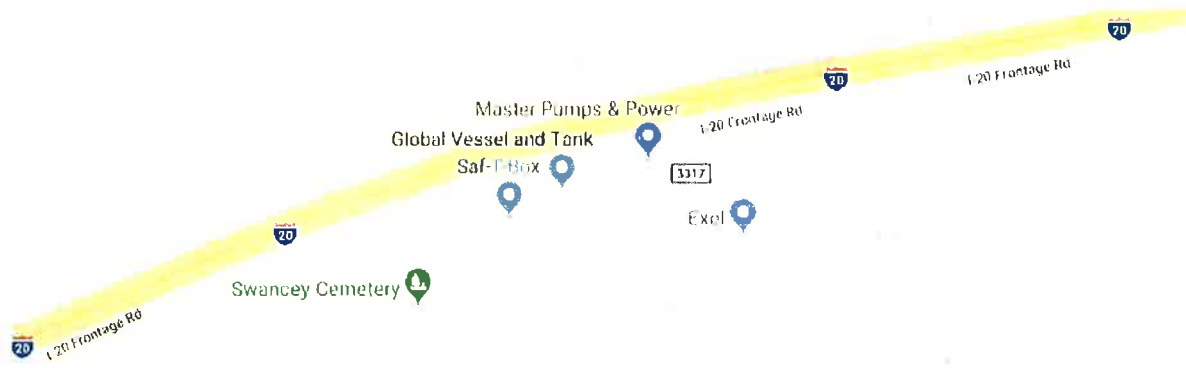 20
I-20 Frontage Rd
20
Master Pumps & Power
I-20 Frontage Rd
Global Vessel and Tank
Saf-T-Box
3317
Exel
20
Swancey Cemetery
I-20 Frontage Rd
20